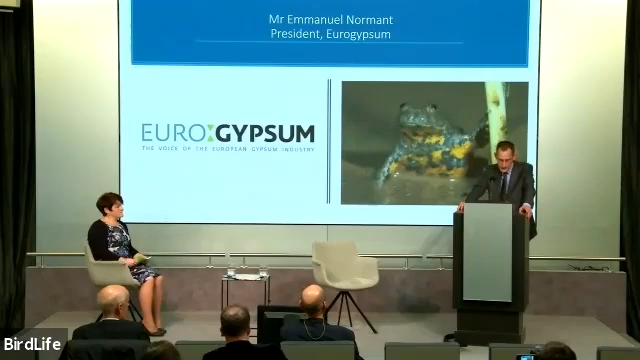 Mr Emmanuel Normant
President, Eurogypsum
EURO:GYPSUM
THE VOICE OF THE EUROPEAN GYPSUM INDUSTRY
BirdLife